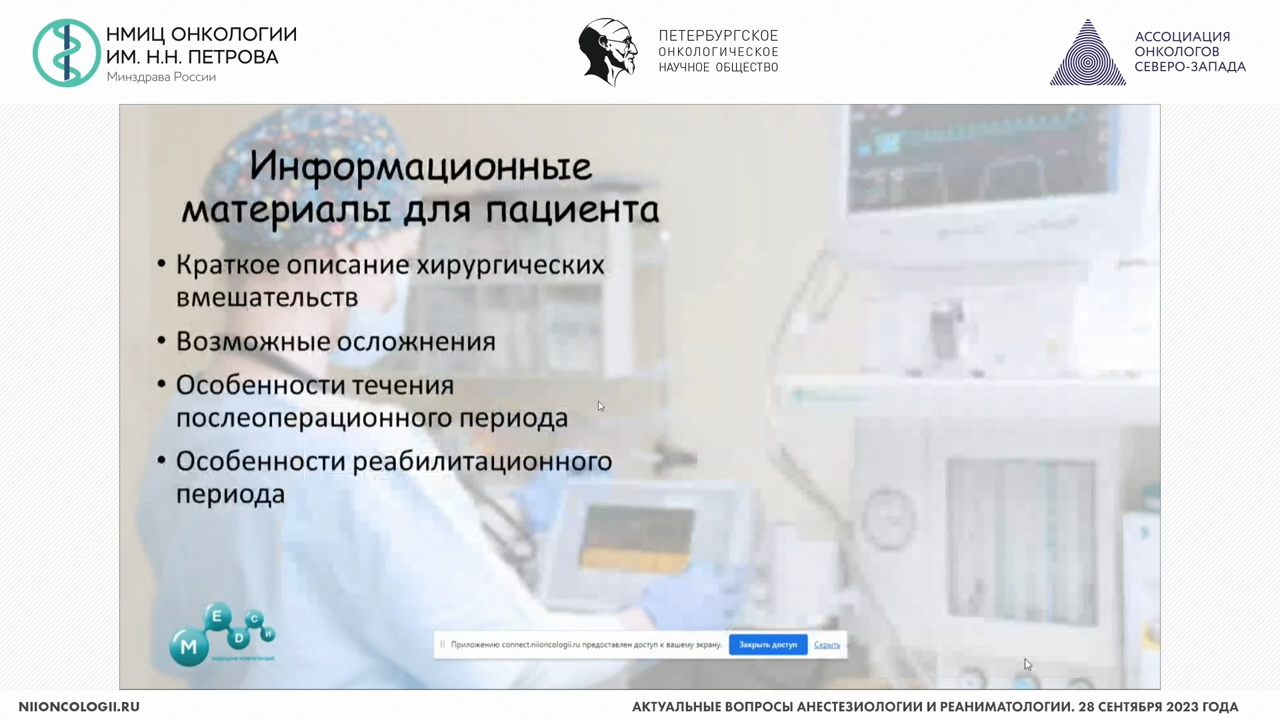 НМИЦ ОНКОЛОГИИ
ИМ. Н.Н. ПЕТРОВА
Минздрава России
ПЕТЕРБУРГСКОЕ
ОНКОЛОГИЧЕСКОЕ
НАУЧНОЕ ОБЩЕСТВО
АССОЦИАЦИЯ
ОНКОЛОГОВ
СЕВЕРО-ЗАПАДА
Информационные
материалы для пациента
• Краткое описание хирургических
вмешательств
• Возможные осложнения
• Особенности течения
послеоперационного периода
• Особенности реабилитационного
периода
MEDСИ
Приложению connect.niioncologii.ru предоставлен доступ к вашему экрану.
Закрыть доступ
Скрыть
NIIONCOLOGII.RU
АКТУАЛЬНЫЕ ВОПРОСЫ АНЕСТЕЗИОЛОГИИ И РЕАНИМАТОЛОГИИ. 28 СЕНТЯБРЯ 2023 ГОДА